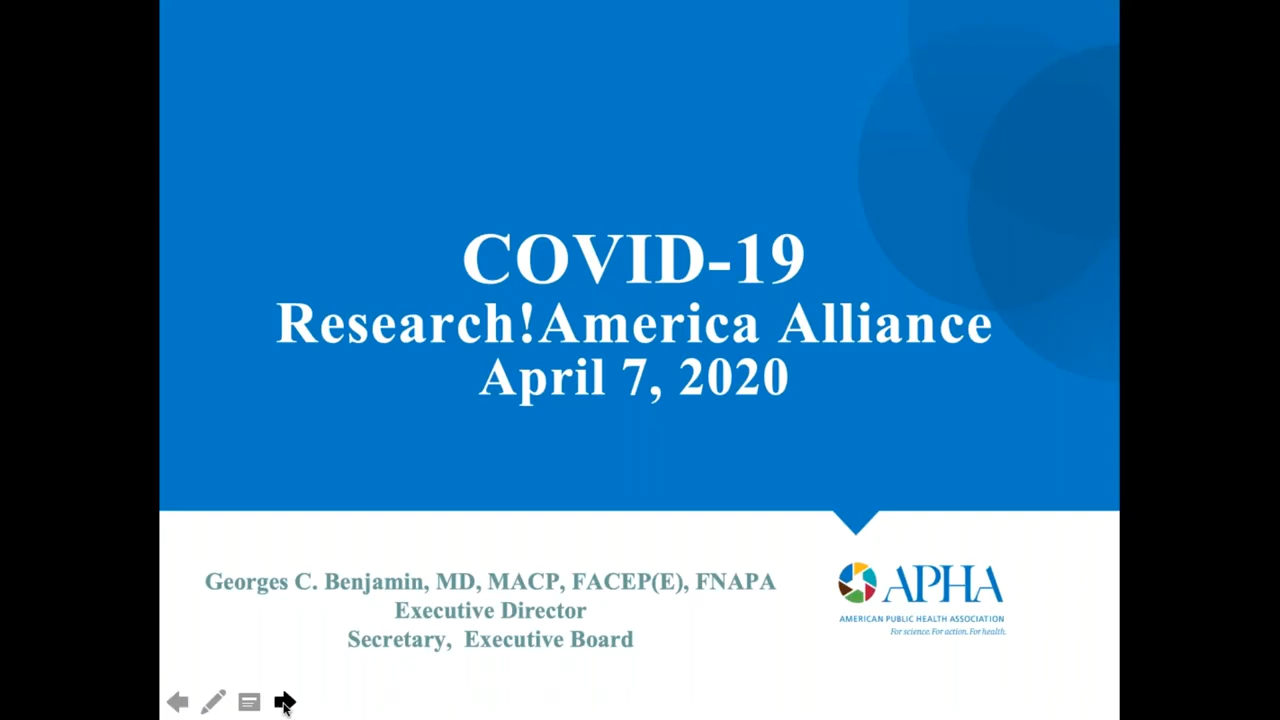 COVID-19
Research!America Alliance
April 7, 2020
Georges C. Benjamin, MD, MACP, FACEP(E), FNAPA
Executive Director
Secretary, Executive Board
APHA
AMERICAN PUBLIC HEALTH ASSOCIATION
For science. For action. For health.